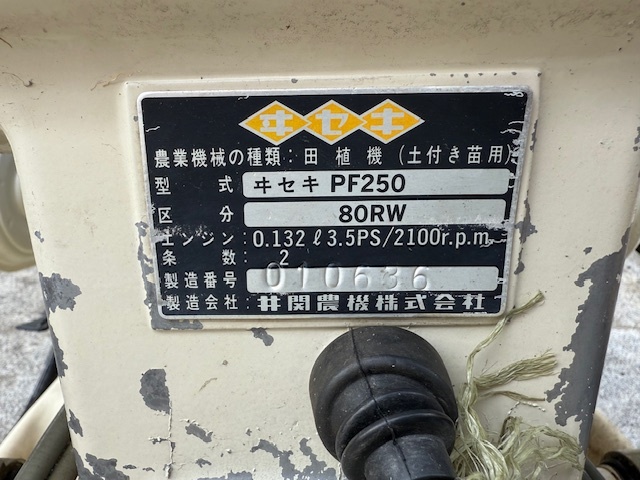 ヰセキ
農業機械の種類：田植機（土付き苗用）
型式 ヰセキ PF250
区分 80RW
エンジン：0.132ℓ3.5PS/2100r.p.m
条数：2
製造番号 010636
製造会社：井関農機株式会社